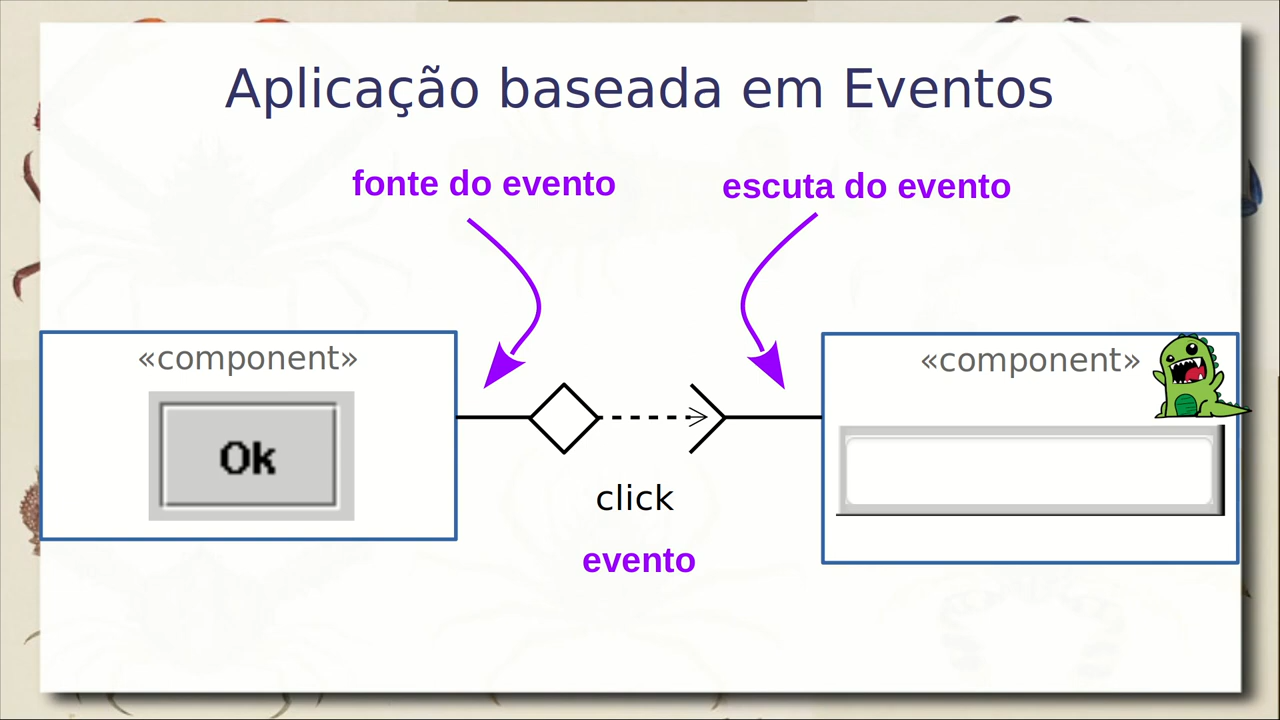 Aplicação baseada em Eventos
fonte do evento
escuta do evento
«component»
«component»
Ok
click
evento